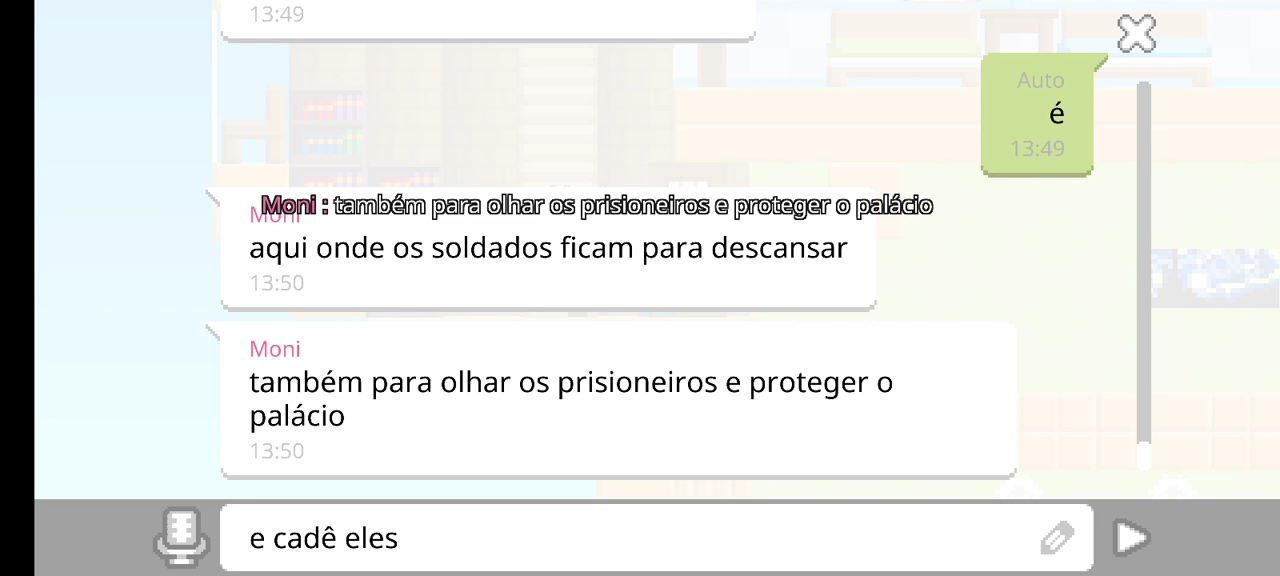 13:49
Auto
é
13:49
Moni : também para olhar os prisioneiros e proteger o palácio
Moni
aqui onde os soldados ficam para descansar
13:50
Moni
também para olhar os prisioneiros e proteger o
palácio
13:50
e cadê eles